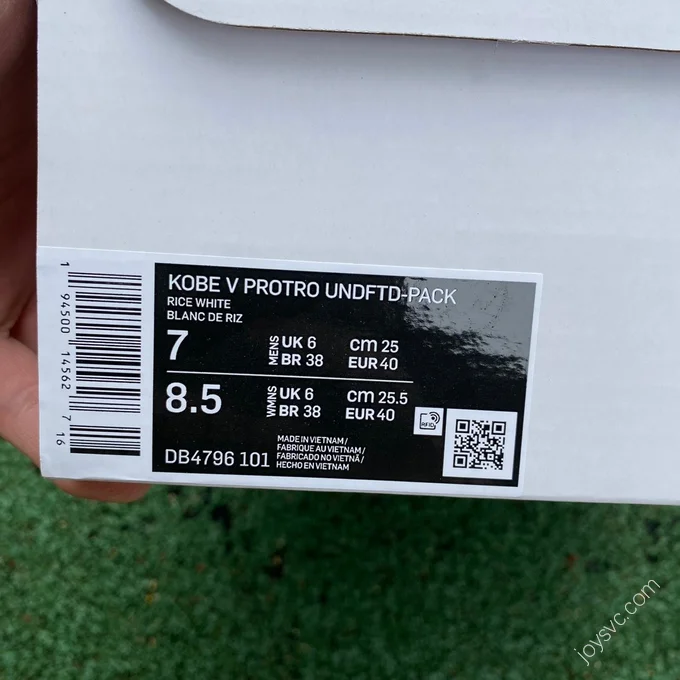 KOBE V PROTRO UNDFTD-PACK
RICE WHITE
BLANC DE RIZ
7 MENS UK 6 cm 25
BR 38 EUR 40
8.5 WMNS UK 6 cm 25.5
BR 38 EUR 40
DB4796 101
MADE IN VIETNAM/
FABRIQUE AU VIETNAM/
FABRICADO NO VIETNÃ/
HECHO EN VIETNAM
RFID
1 94500 14562 7 16
joysvc.com